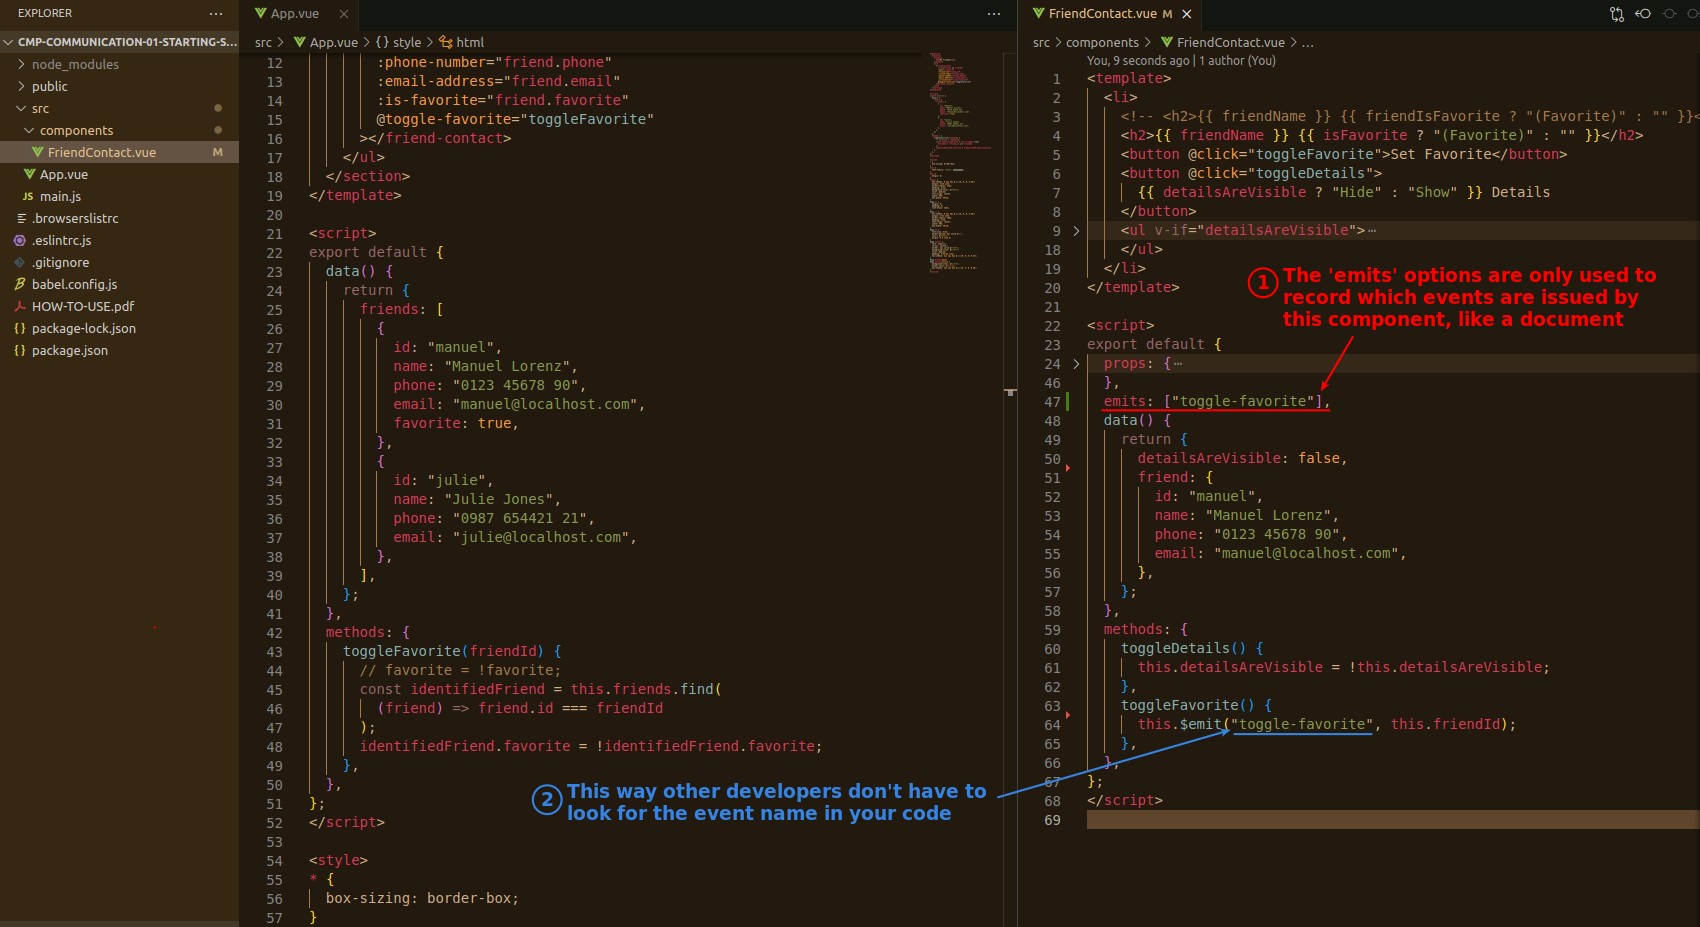 EXPLORER
CMP-COMMUNICATION-01-STARTING-S...
node_modules
public
src
components
FriendContact.vue M
App.vue
main.js
.browserslistrc
.eslintrc.js
.gitignore
babel.config.js
HOW-TO-USE.pdf
package-lock.json
package.json
App.vue
src > App.vue > {} style > html
12 :phone-number="friend.phone"
13 :email-address="friend.email"
14 :is-favorite="friend.favorite"
15 @toggle-favorite="toggleFavorite"
16 ></friend-contact>
17 </ul>
18 </section>
19 </template>
20
21 <script>
22 export default {
23 data() {
24 return {
25 friends: [
26 {
27 id: "manuel",
28 name: "Manuel Lorenz",
29 phone: "0123 45678 90",
30 email: "manuel@localhost.com",
31 favorite: true,
32 },
33 {
34 id: "julie",
35 name: "Julie Jones",
36 phone: "0987 654421 21",
37 email: "julie@localhost.com",
38 },
39 ],
40 };
41 },
42 methods: {
43 toggleFavorite(friendId) {
44 // favorite = !favorite;
45 const identifiedFriend = this.friends.find(
46 (friend) => friend.id === friendId
47 );
48 identifiedFriend.favorite = !identifiedFriend.favorite;
49 },
50 },
51 };
52 </script>
53
54 <style>
55 * {
56 box-sizing: border-box;
57 }
2 This way other developers don't have to
look for the event name in your code
FriendContact.vue M
src > components > FriendContact.vue > ...
You, 9 seconds ago | 1 author (You)
1 <template>
2 <li>
3 <!-- <h2>{{ friendName }} {{ friendIsFavorite ? "(Favorite)" : "" }}<
4 <h2>{{ friendName }} {{ isFavorite ? "(Favorite)" : "" }}</h2>
5 <button @click="toggleFavorite">Set Favorite</button>
6 <button @click="toggleDetails">
7 {{ detailsAreVisible ? "Hide" : "Show" }} Details
8 </button>
9 <ul v-if="detailsAreVisible">⋯
18 </ul>
19 </li>
20 </template>
21
22 <script>
23 export default {
24 props: {⋯
46 },
47 emits: ["toggle-favorite"],
48 data() {
49 return {
50 detailsAreVisible: false,
51 friend: {
52 id: "manuel",
53 name: "Manuel Lorenz",
54 phone: "0123 45678 90",
55 email: "manuel@localhost.com",
56 },
57 };
58 },
59 methods: {
60 toggleDetails() {
61 this.detailsAreVisible = !this.detailsAreVisible;
62 },
63 toggleFavorite() {
64 this.$emit("toggle-favorite", this.friendId);
65 },
66 },
67 };
68 </script>
69
1 The 'emits' options are only used to
record which events are issued by
this component, like a document